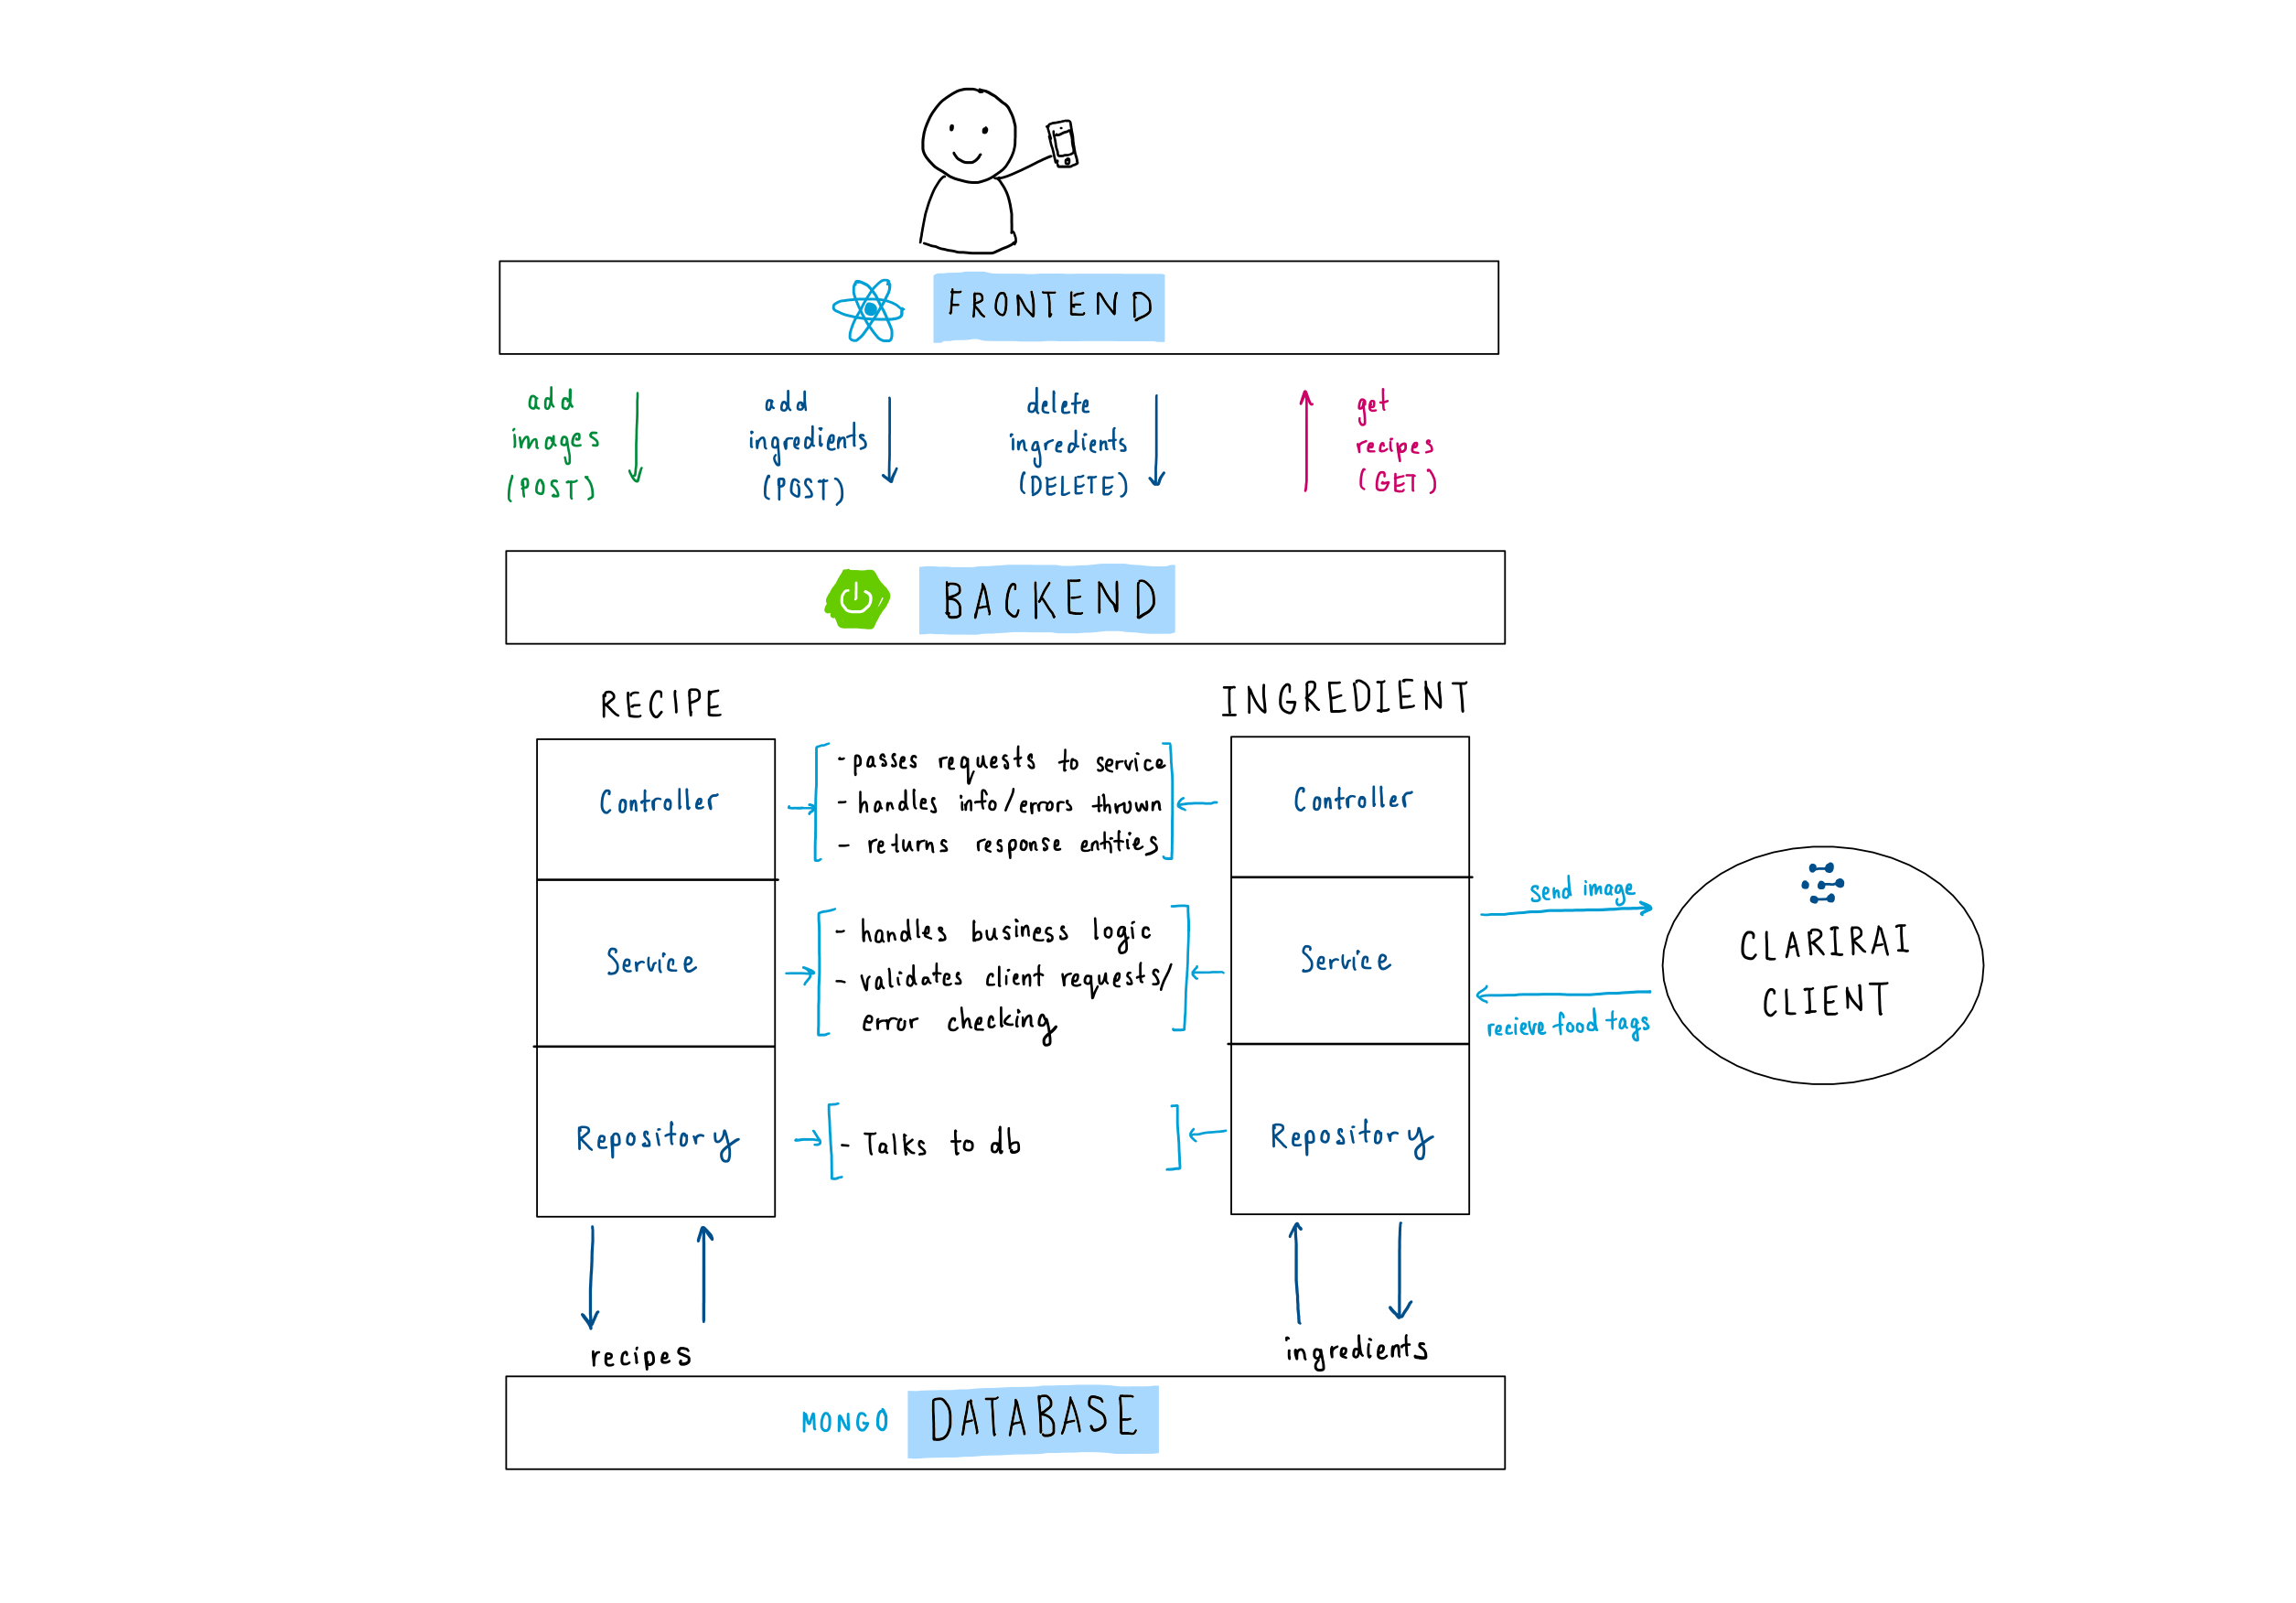 FRONTEND
add
images
(POST)
add
ingredients
(POST)
delete
ingredients
(DELETE)
get
recipes
(GET)
BACKEND
RECIPE
INGREDIENT
Controller
- passes requests to service
- handles info/errors thrown
- returns response entities
Controller
Service
- handles business logic
- validates client requests/
error checking
Service
send image
recieve food tags
CLARIRAI
CLIENT
Repository
- Talks to db
Repository
recipes
ingredients
MONGO DATABASE